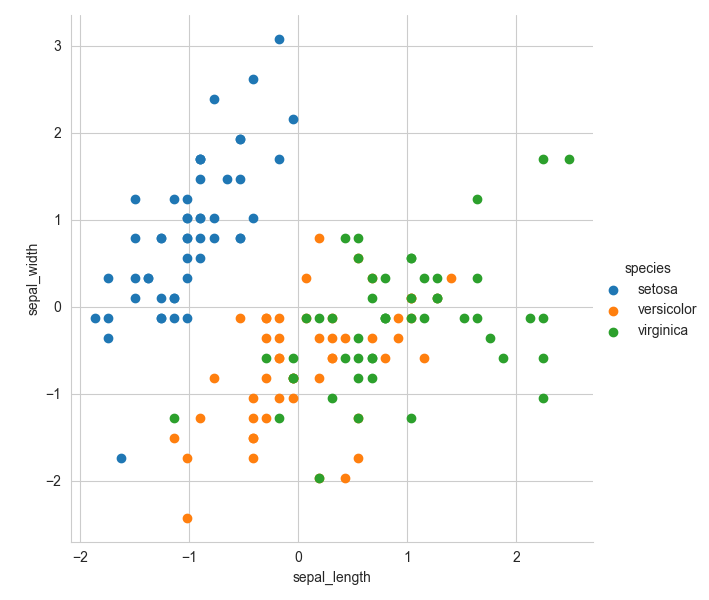 3
2
1
0
−1
−2
sepal_width
−2
−1
0
1
2
sepal_length
species
setosa
versicolor
virginica